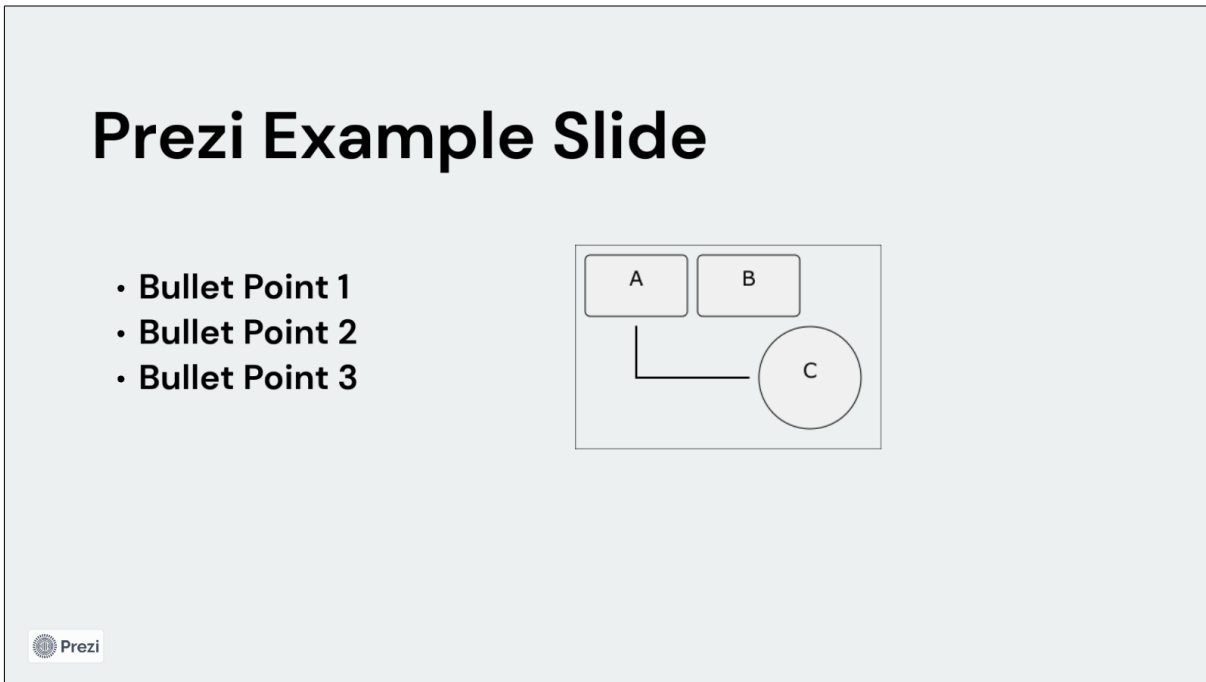 Prezi Example Slide
• Bullet Point 1
• Bullet Point 2
• Bullet Point 3
A B
C
Prezi